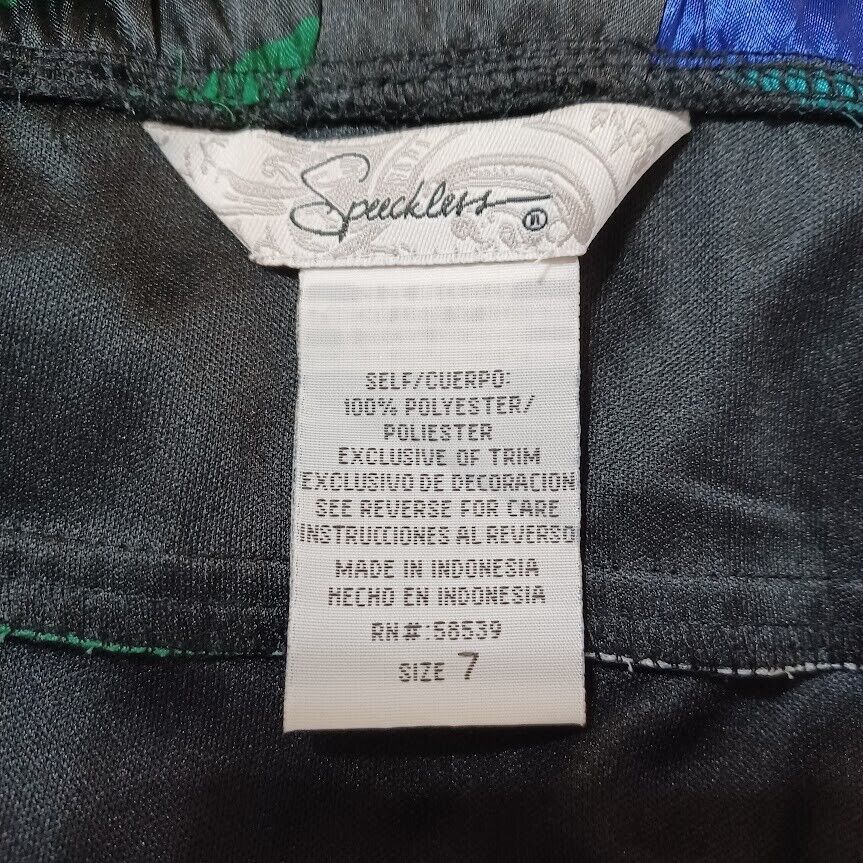 Speechless
SELF/CUERPO:
100% POLYESTER/
POLIESTER
EXCLUSIVE OF TRIM
EXCLUSIVO DE DECORACION
SEE REVERSE FOR CARE
INSTRUCCIONES AL REVERSO
MADE IN INDONESIA
HECHO EN INDONESIA
RN#:58539
SIZE 7